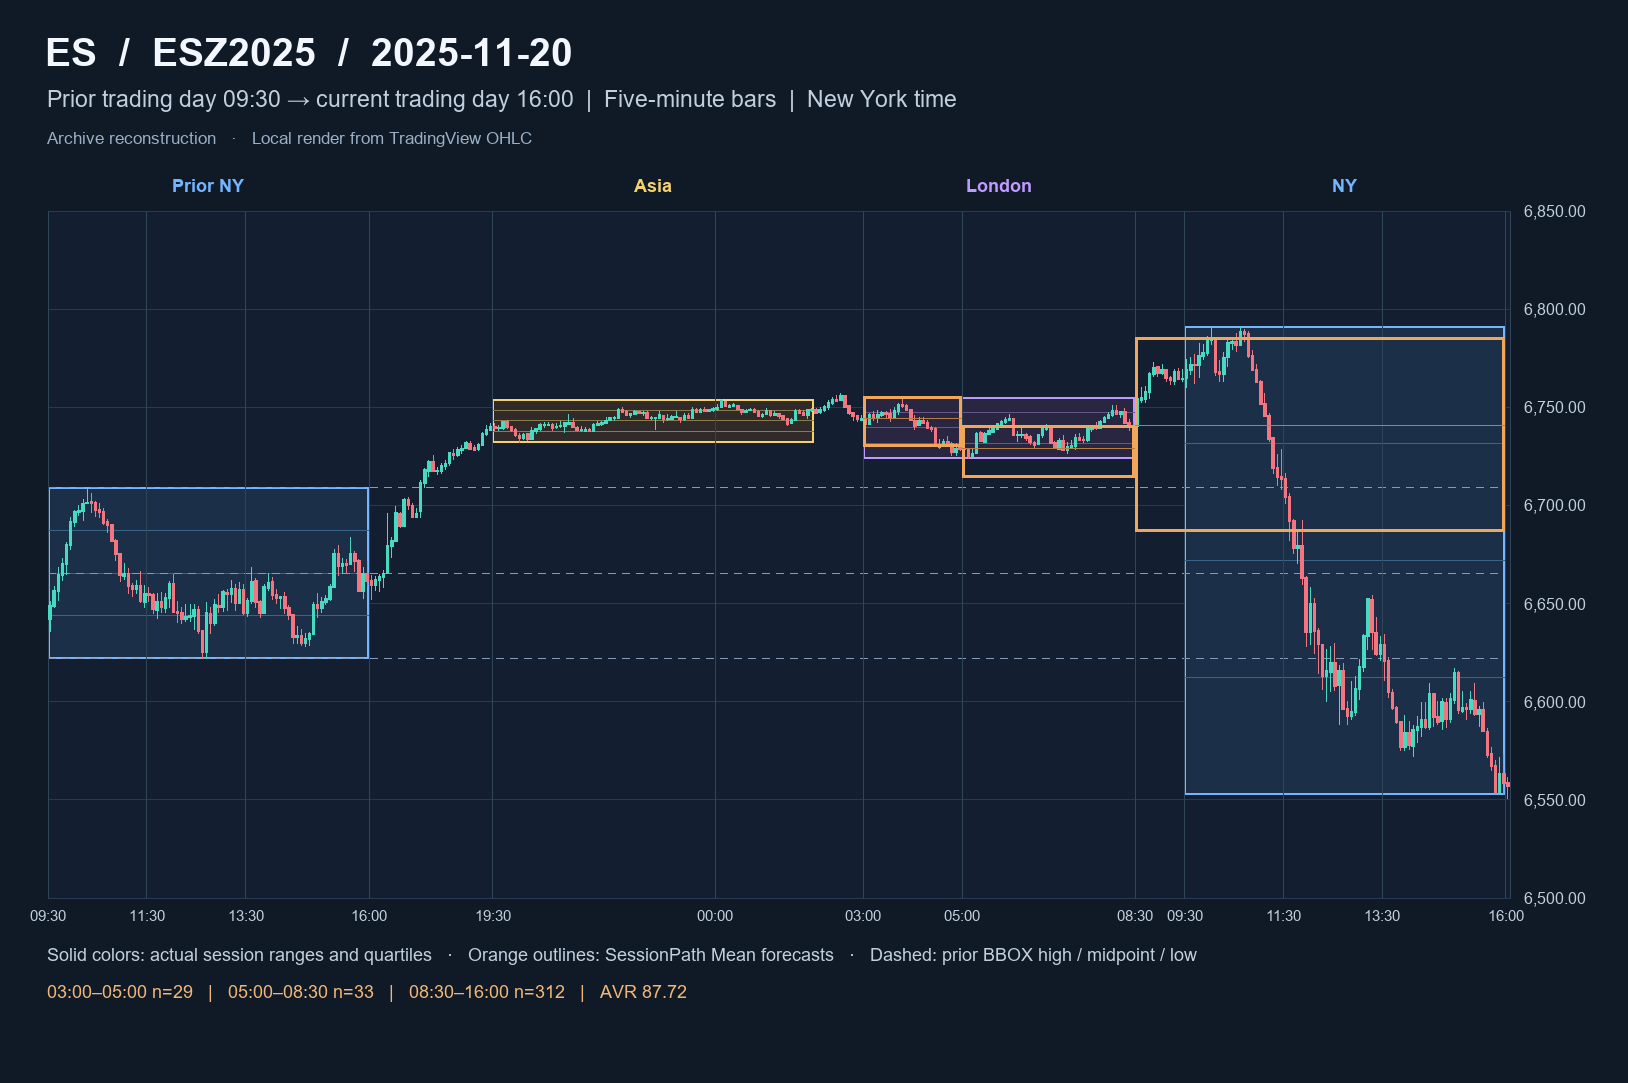 ES / ESZ2025 / 2025-11-20
Prior trading day 09:30 → current trading day 16:00 | Five-minute bars | New York time
Archive reconstruction · Local render from TradingView OHLC
Prior NY Asia London NY
6,850.00
6,800.00
6,750.00
6,700.00
6,650.00
6,600.00
6,550.00
6,500.00
09:30 11:30 13:30 16:00 19:30 00:00 03:00 05:00 08:30 09:30 11:30 13:30 16:00
Solid colors: actual session ranges and quartiles · Orange outlines: SessionPath Mean forecasts · Dashed: prior BBOX high / midpoint / low
03:00–05:00 n=29 | 05:00–08:30 n=33 | 08:30–16:00 n=312 | AVR 87.72